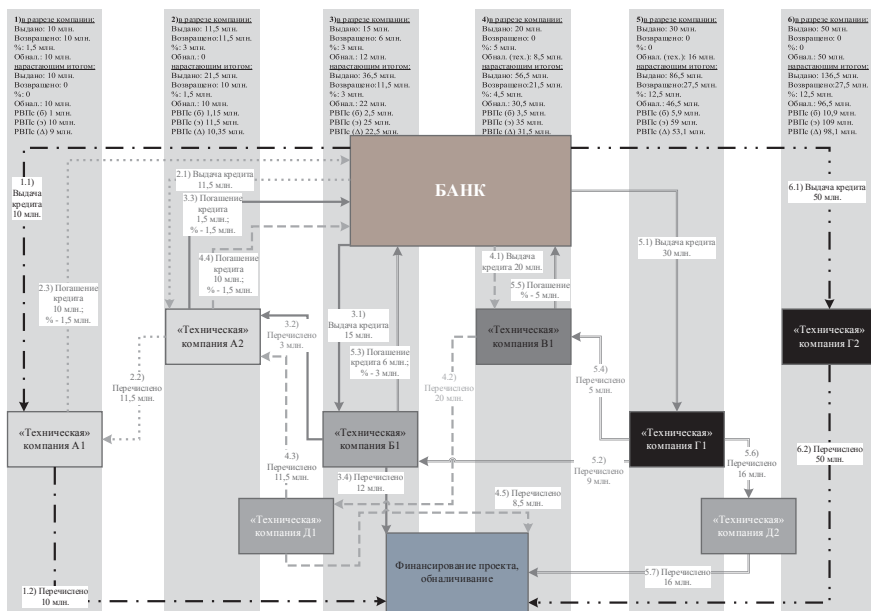 1)в разрезе компании:
Выдано: 10 млн.
Возвращено: 10 млн.
%: 1,5 млн.
Обнал.: 10 млн.
нарастающим итогом:
Выдано: 10 млн.
Возвращено: 0
%: 0
Обнал.: 10 млн.
РВПс (б) 1 млн.
РВПс (э) 10 млн.
РВПс (Δ) 9 млн.
2)в разрезе компании:
Выдано: 11,5 млн.
Возвращено:11,5 млн.
%: 3 млн.
Обнал.: 0
нарастающим итогом:
Выдано: 21,5 млн.
Возвращено: 10 млн.
%: 1,5 млн.
Обнал.: 10 млн.
РВПс (б) 1,15 млн.
РВПс (э) 11,5 млн.
РВПс (Δ) 10,35 млн.
3)в разрезе компании:
Выдано: 15 млн.
Возвращено: 6 млн.
%: 3 млн.
Обнал.: 12 млн.
нарастающим итогом:
Выдано: 36,5 млн.
Возвращено:11,5 млн.
%: 3 млн.
Обнал.: 22 млн.
РВПс (б) 2,5 млн.
РВПс (э) 25 млн.
РВПс (Δ) 22,5 млн.
4)в разрезе компании:
Выдано: 20 млн.
Возвращено: 0
%: 5 млн.
Обнал. (тех.): 8,5 млн.
нарастающим итогом:
Выдано: 56,5 млн.
Возвращено:21,5 млн.
%: 4,5 млн.
Обнал.: 30,5 млн.
РВПс (б) 3,5 млн.
РВПс (э) 35 млн.
РВПс (Δ) 31,5 млн.
5)в разрезе компании:
Выдано: 30 млн.
Возвращено: 0
%: 0
Обнал. (тех.): 16 млн.
нарастающим итогом:
Выдано: 86,5 млн.
Возвращено:27,5 млн.
%: 12,5 млн.
Обнал.: 46,5 млн.
РВПс (б) 5,9 млн.
РВПс (э) 59 млн.
РВПс (Δ) 53,1 млн.
6)в разрезе компании:
Выдано: 50 млн.
Возвращено: 0
%: 0
Обнал.: 50 млн.
нарастающим итогом:
Выдано: 136,5 млн.
Возвращено:27,5 млн.
%: 12,5 млн.
Обнал.: 96,5 млн.
РВПс (б) 10,9 млн.
РВПс (э) 109 млн.
РВПс (Δ) 98,1 млн.
БАНК
1.1)
Выдача
кредита
10 млн.
2.1) Выдача кредита
11,5 млн.
3.3) Погашение
кредита
1,5 млн.;
% - 1,5 млн.
6.1) Выдача кредита
50 млн.
5.1) Выдача кредита
30 млн.
4.4) Погашение
кредита
10 млн.;
% - 1,5 млн.
4.1) Выдача
кредита 20 млн.
5.5) Погашение
% - 5 млн.
2.3) Погашение
кредита
10 млн.;
% - 1,5 млн.
3.1)
Выдача кредита
15 млн.
«Техническая»
компания А2
3.2)
Перечислено
3 млн.
«Техническая»
компания В1
«Техническая»
компания Г2
5.3) Погашение
кредита 6 млн.;
% - 3 млн.
5.4)
Перечислено
5 млн.
2.2)
Перечислено
11,5 млн.
4.2)
Перечислено
20 млн.
«Техническая»
компания А1
«Техническая»
компания Б1
«Техническая»
компания Г1
4.3)
Перечислено
11,5 млн.
5.2)
Перечислено
9 млн.
5.6)
Перечислено
16 млн.
6.2) Перечислено
50 млн.
3.4) Перечислено
12 млн.
4.5) Перечислено
8,5 млн.
«Техническая»
компания Д1
«Техническая»
компания Д2
Финансирование проекта,
обналичивание
5.7) Перечислено
16 млн.
1.2) Перечислено
10 млн.